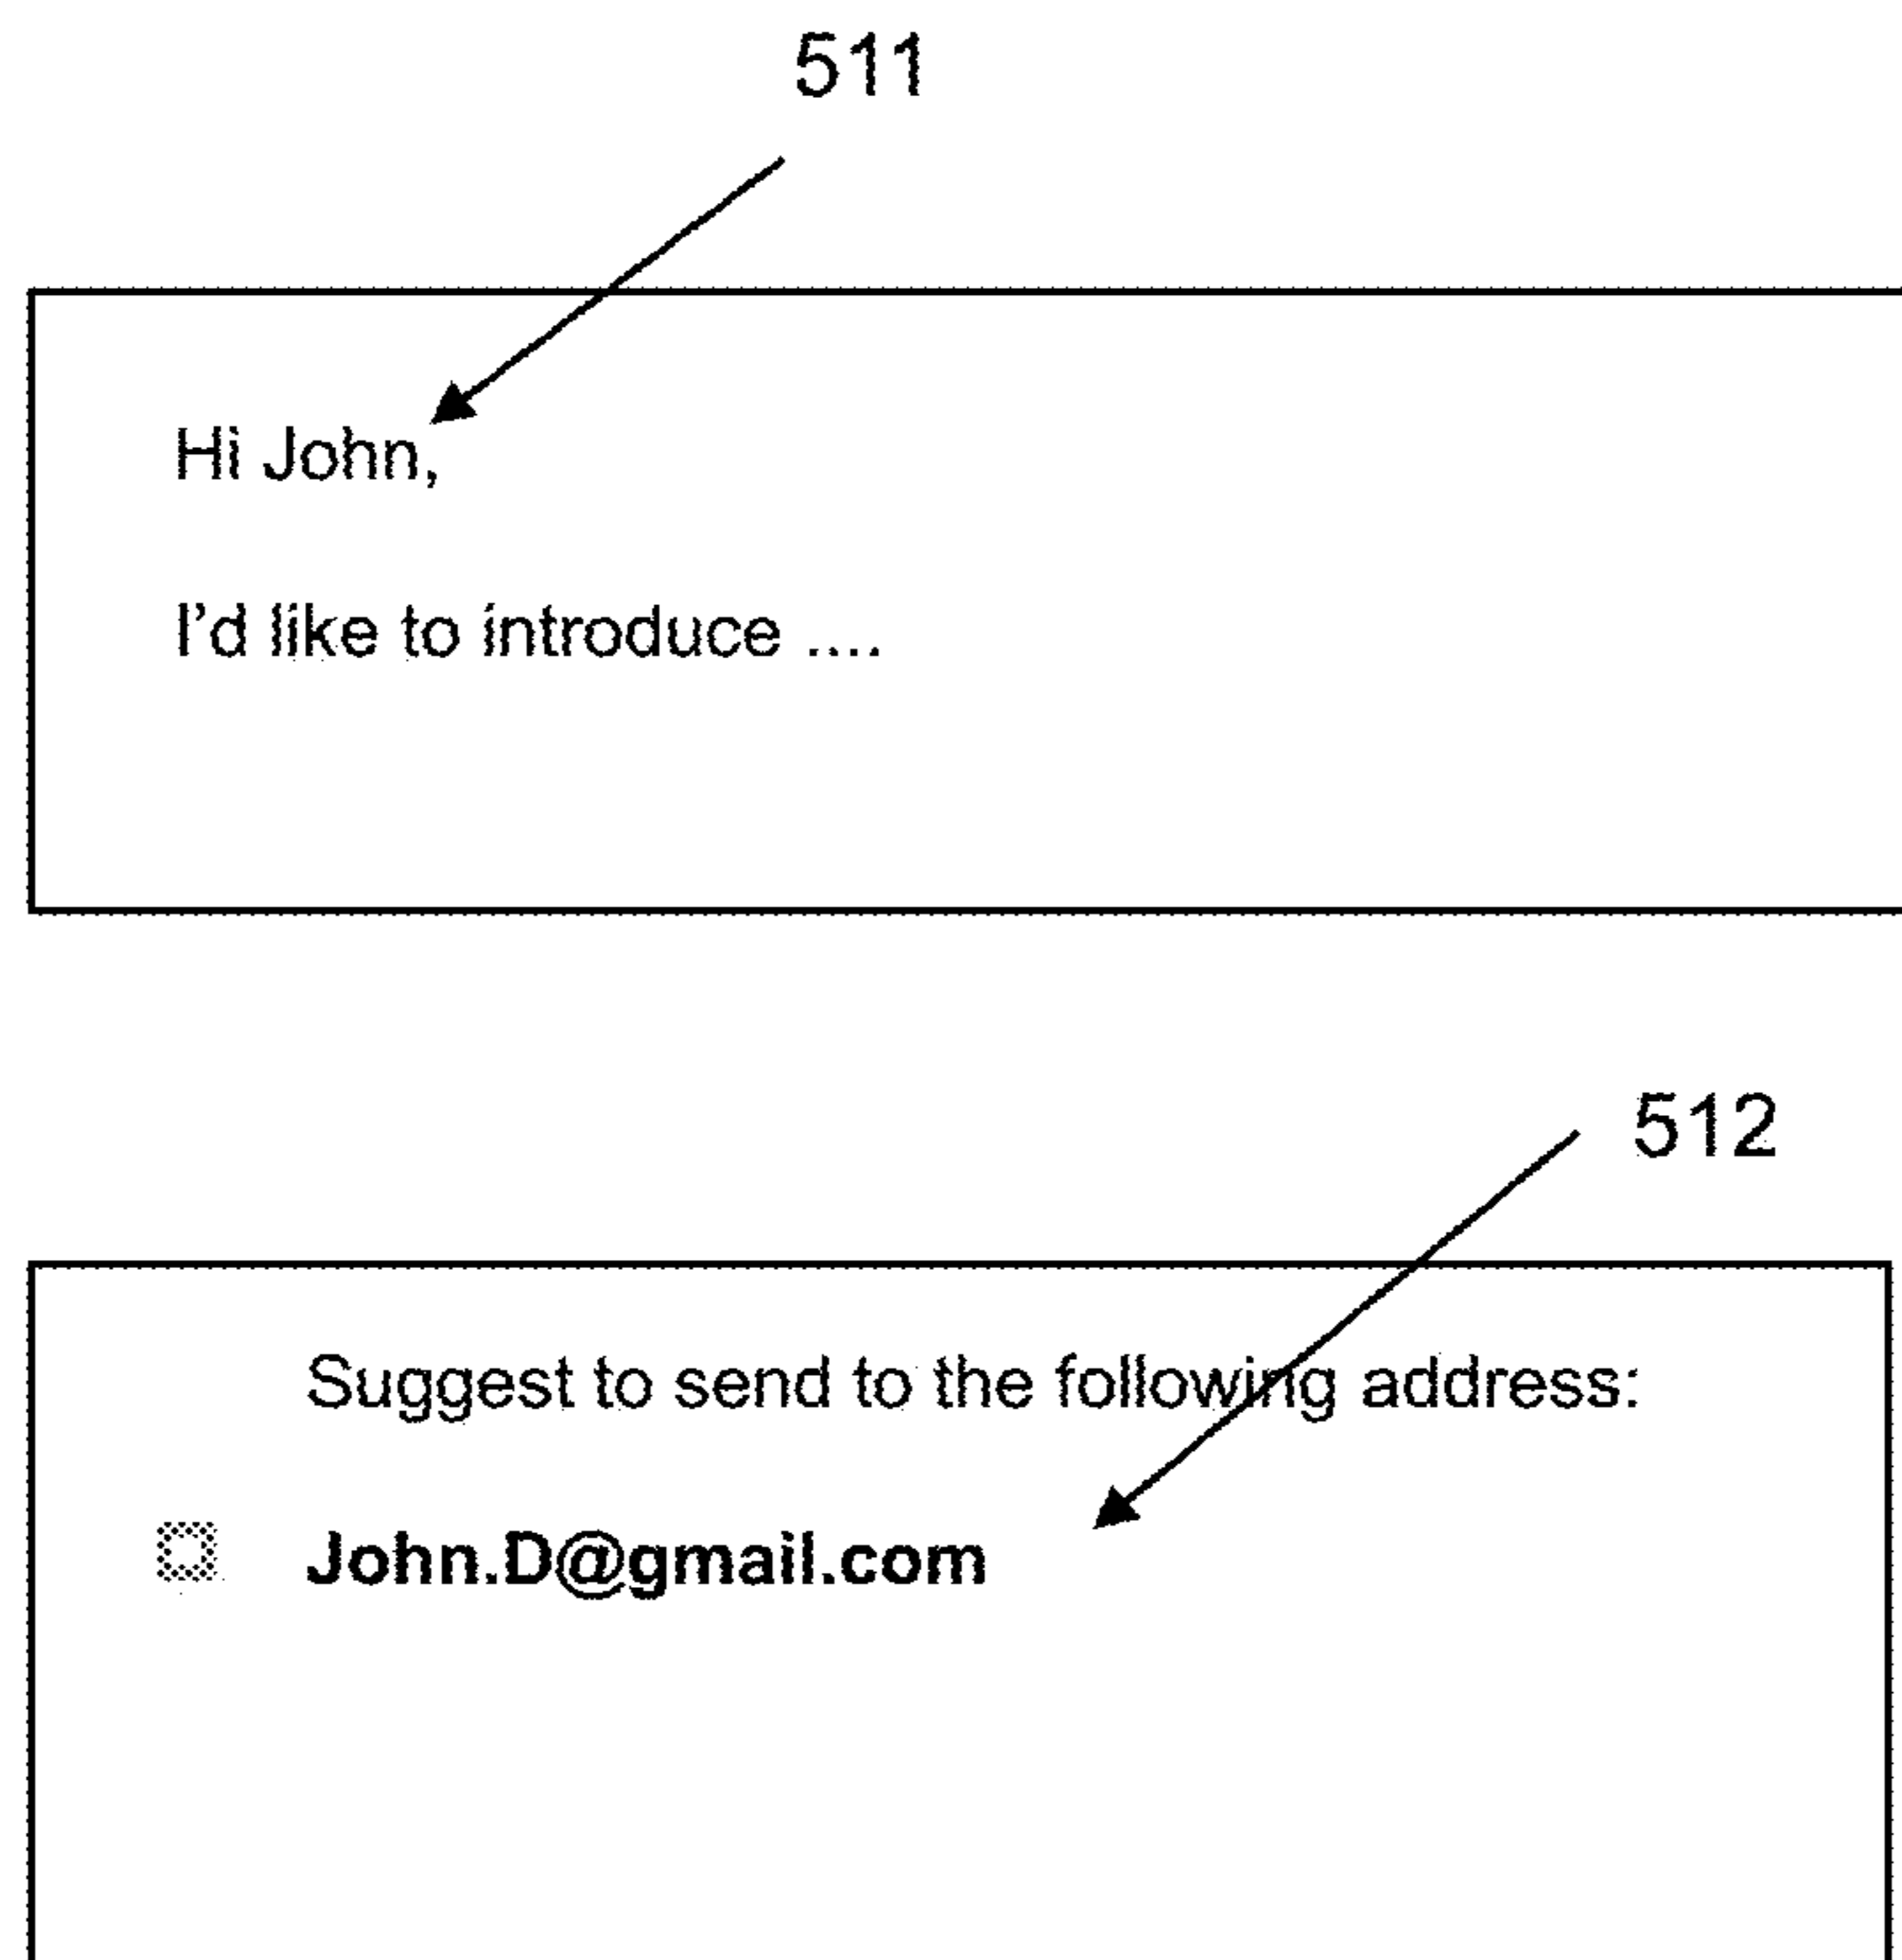 511
Hi John,
I'd like to introduce ....
512
Suggest to send to the following address:
John.D@gmail.com